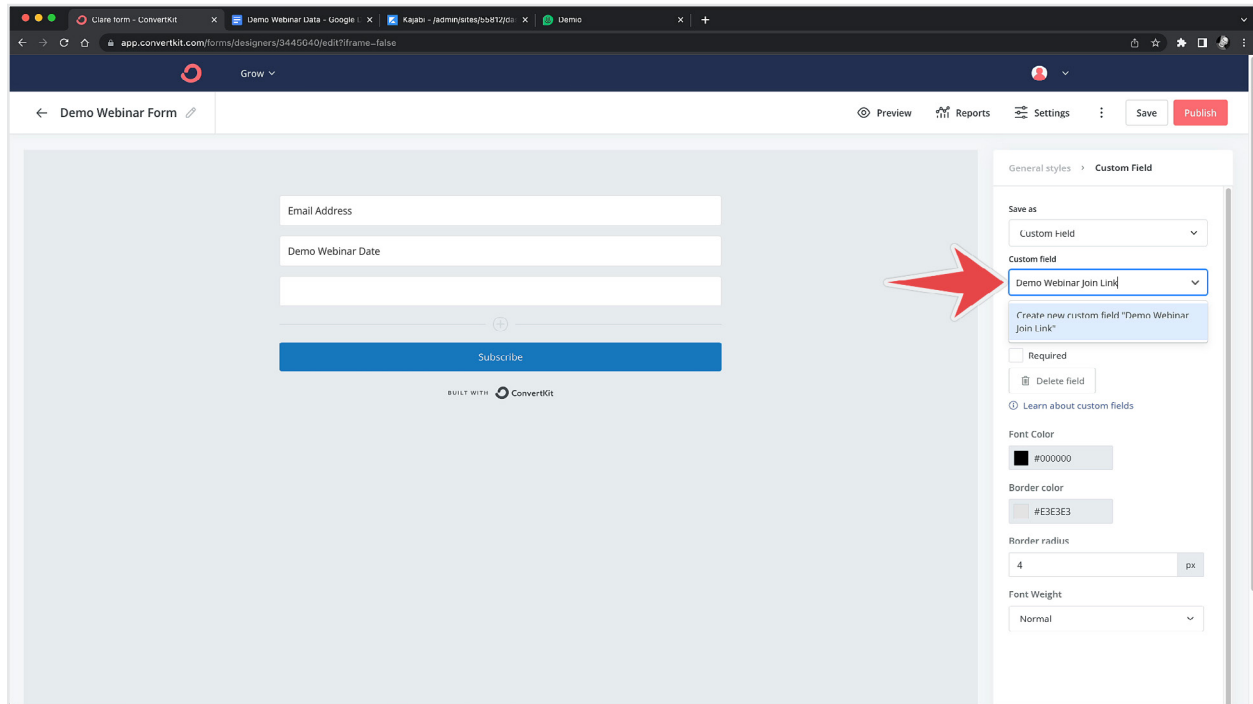 Clare form - ConvertKit
Demo Webinar Data - Google
Kajabi - /admin/sites/55812/da
Demio
app.convertkit.com/forms/designers/3445040/edit?iframe=false
Grow
Demo Webinar Form
Preview
Reports
Settings
Save
Publish
General styles
Custom Field
Email Address
Demo Webinar Date
Subscribe
BUILT WITH ConvertKit
Save as
Custom Field
Custom field
Demo Webinar Join Link
Create new custom field "Demo Webinar
Join Link"
Required
Delete field
Learn about custom fields
Font Color
#000000
Border color
#E3E3E3
Border radius
4
px
Font Weight
Normal